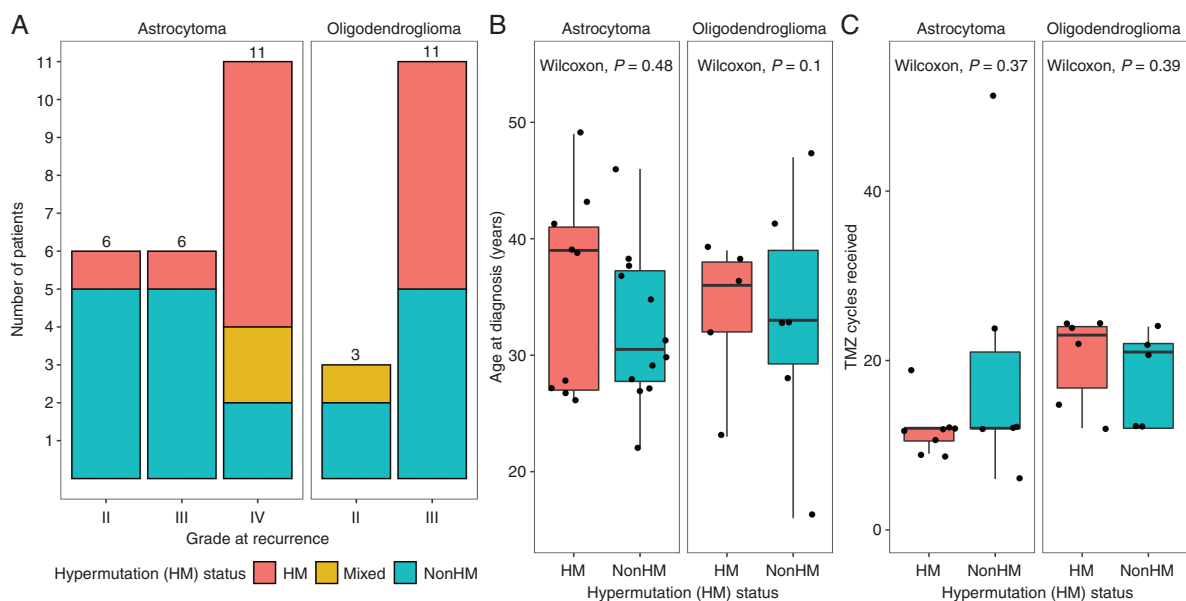 A
Astrocytoma
Oligodendroglioma
11
10
9
8
7
6
5
4
3
2
1
Number of patients
6
6
11
3
11
II
III
IV
II
III
Grade at recurrence
Hypermutation (HM) status
HM
Mixed
NonHM
B
Astrocytoma
Oligodendroglioma
Wilcoxon, P = 0.48
Wilcoxon, P = 0.1
50
40
30
20
Age at diagnosis (years)
HM
NonHM
HM
NonHM
Hypermutation (HM) status
C
Astrocytoma
Oligodendroglioma
Wilcoxon, P = 0.37
Wilcoxon, P = 0.39
40
20
0
TMZ cycles received
HM
NonHM
HM
NonHM
Hypermutation (HM) status